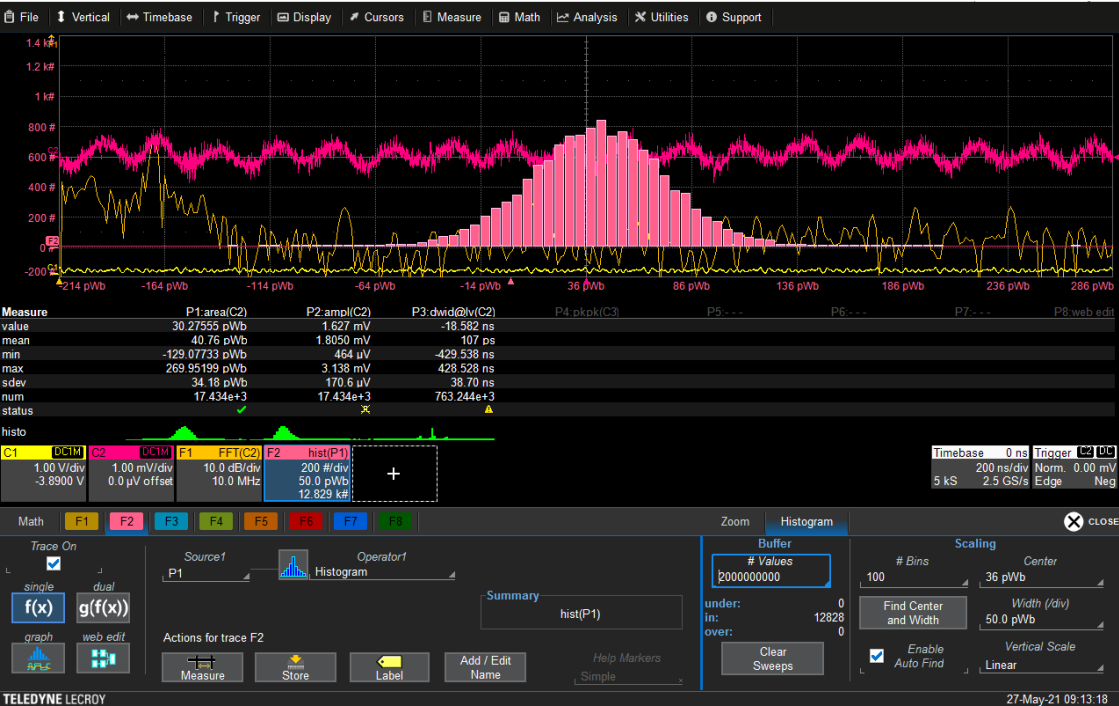 File Vertical Timebase Trigger Display Cursors Measure Math Analysis Utilities Support
1.4 k#
1.2 k#
1 k#
800 #
600 #
400 #
200 #
0 #
-200 #
F1
C2
F2
C1
-214 pWb -164 pWb -114 pWb -64 pWb -14 pWb 36 pWb 86 pWb 136 pWb 186 pWb 236 pWb 286 pWb
Measure P1:area(C2) P2:ampl(C2) P3:dwid@lv(C2) P4:pkpk(C3) P5:- - - P6:- - - P7:- - - P8:web edit
value 30.27555 pWb 1.627 mV -18.582 ns
mean 40.76 pWb 1.8050 mV 107 ps
min -129.07733 pWb 464 µV -429.538 ns
max 269.95199 pWb 3.138 mV 428.528 ns
sdev 34.18 pWb 170.6 µV 38.70 ns
num 17.434e+3 17.434e+3 763.244e+3
status
histo
C1 DC1M C2 DC1M F1 FFT(C2) F2 hist(P1) Timebase 0 ns Trigger C2 DC
1.00 V/div 1.00 mV/div 10.0 dB/div 200 #/div 200 ns/div Norm. 0.00 mV
-3.8900 V 0.0 µV offset 10.0 MHz 50.0 pWb 5 kS 2.5 GS/s Edge Neg
12.829 k#
+
Math F1 F2 F3 F4 F5 F6 F7 F8 Zoom Histogram CLOSE
Trace On
single dual
f(x) g(f(x))
graph web edit
Source1
P1
Operator1
Histogram
Summary
hist(P1)
Actions for trace F2
Measure Store Label Add / Edit Name
Help Markers
Simple
Buffer
# Values
2000000000
under: 0
in: 12828
over: 0
Clear
Sweeps
Scaling
# Bins
100
Center
36 pWb
Find Center
and Width
Width (/div)
50.0 pWb
Enable
Auto Find
Vertical Scale
Linear
TELEDYNE LECROY 27-May-21 09:13:18